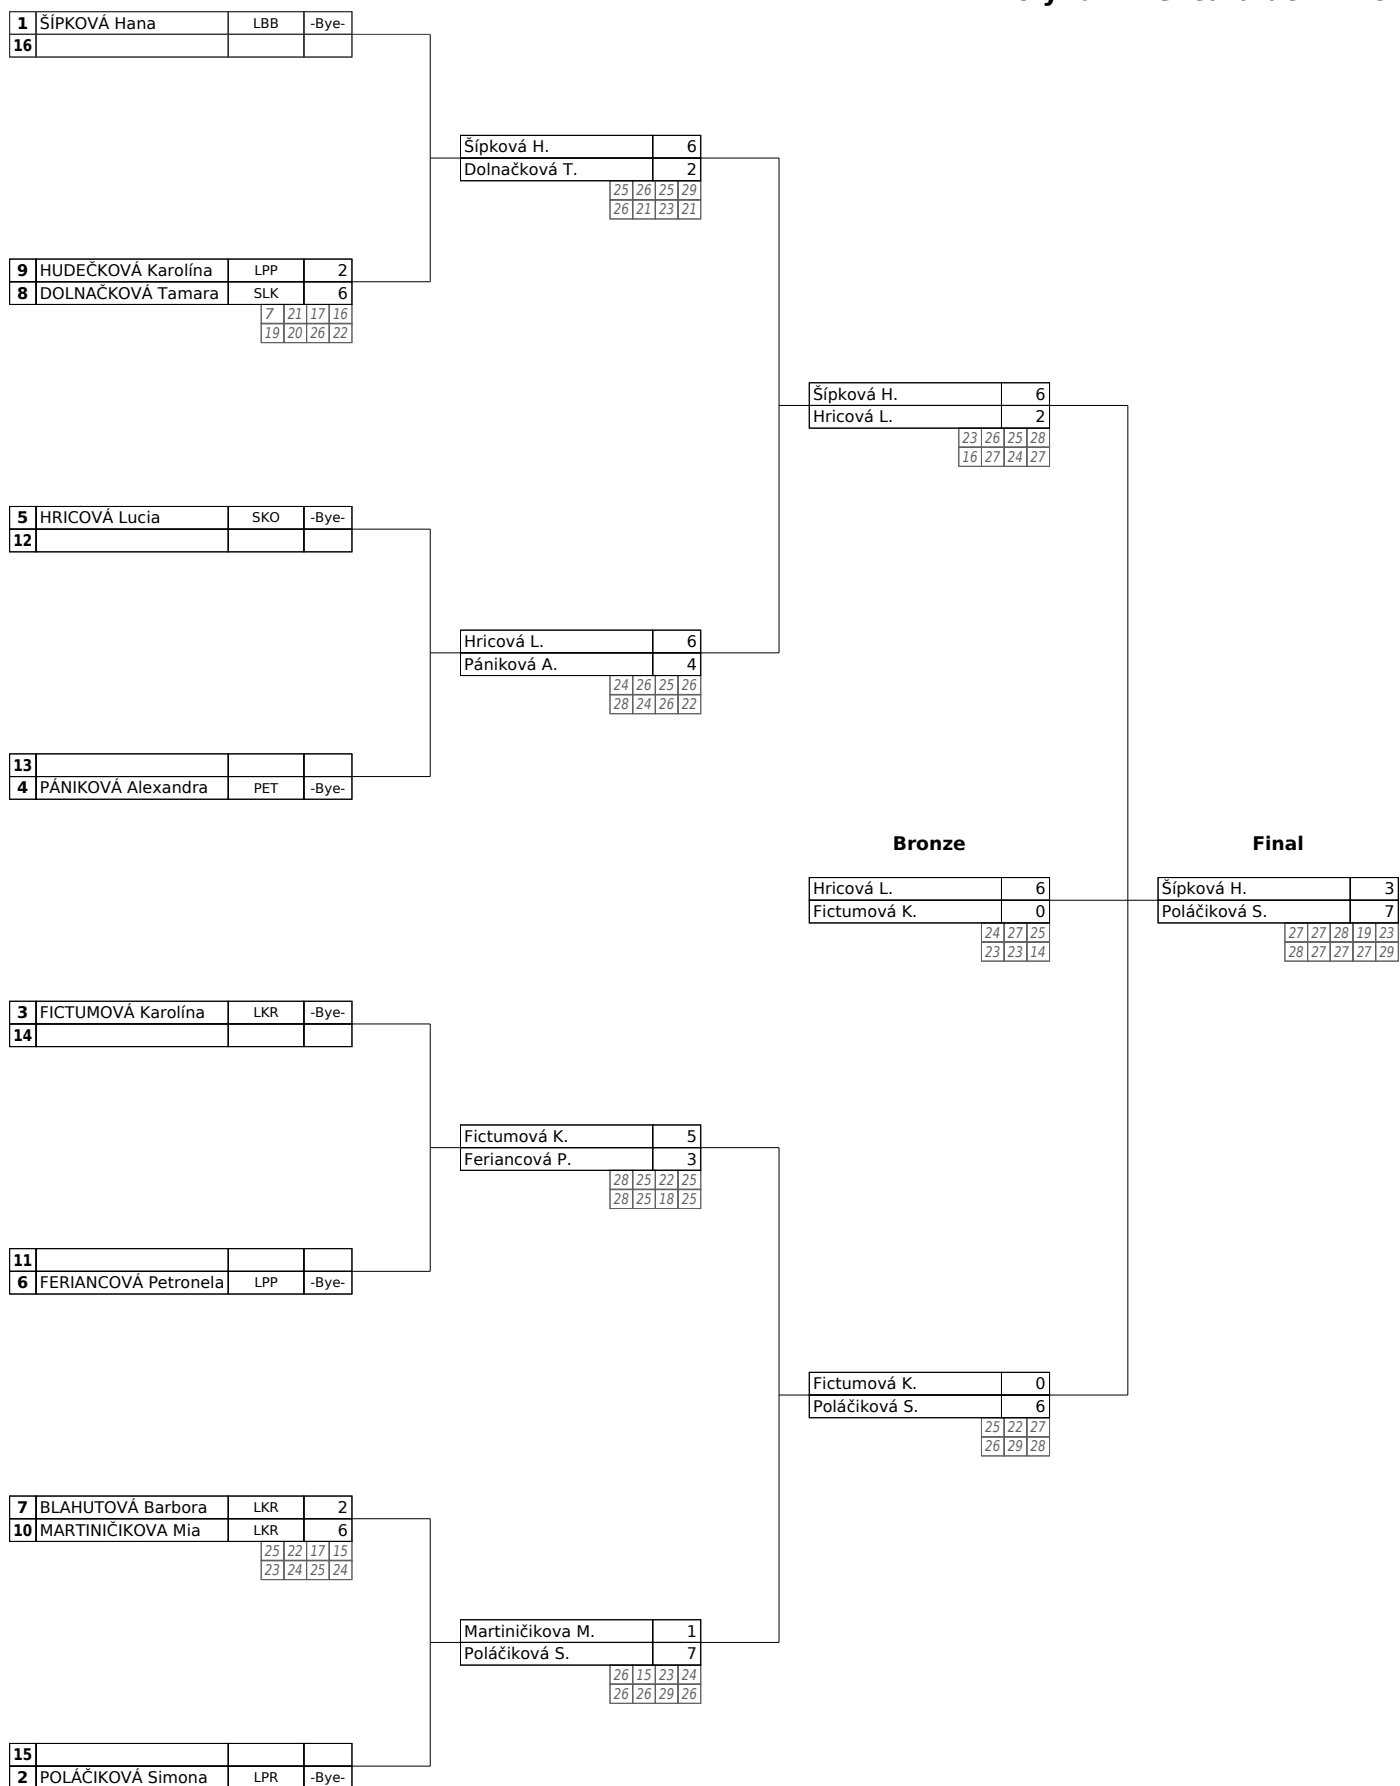 1 ŠÍPKOVÁ Hana LBB -Bye-
16
Šípková H. 6
Dolnačková T. 2
25 26 25 29
26 21 23 21
9 HUDEČKOVÁ Karolína LPP 2
8 DOLNAČKOVÁ Tamara SLK 6
7 21 17 16
19 20 26 22
Šípková H. 6
Hricová L. 2
23 26 25 28
16 27 24 27
5 HRICOVÁ Lucia SKO -Bye-
12
Hricová L. 6
Pániková A. 4
24 26 25 26
28 24 26 22
13
4 PÁNIKOVÁ Alexandra PET -Bye-
Bronze Final
Hricová L. 6 Šípková H. 3
Fictumová K. 0 Poláčiková S. 7
24 27 25 27 27 28 19 23
23 23 14 28 27 27 27 29
3 FICTUMOVÁ Karolína LKR -Bye-
14
Fictumová K. 5
Feriancová P. 3
28 25 22 25
28 25 18 25
11
6 FERIANCOVÁ Petronela LPP -Bye-
Fictumová K. 0
Poláčiková S. 6
25 22 27
26 29 28
7 BLAHUTOVÁ Barbora LKR 2
10 MARTINIČIKOVA Mia LKR 6
25 22 17 15
23 24 25 24
Martiničikova M. 1
Poláčiková S. 7
26 15 23 24
26 26 29 26
15
2 POLÁČIKOVÁ Simona LPR -Bye-